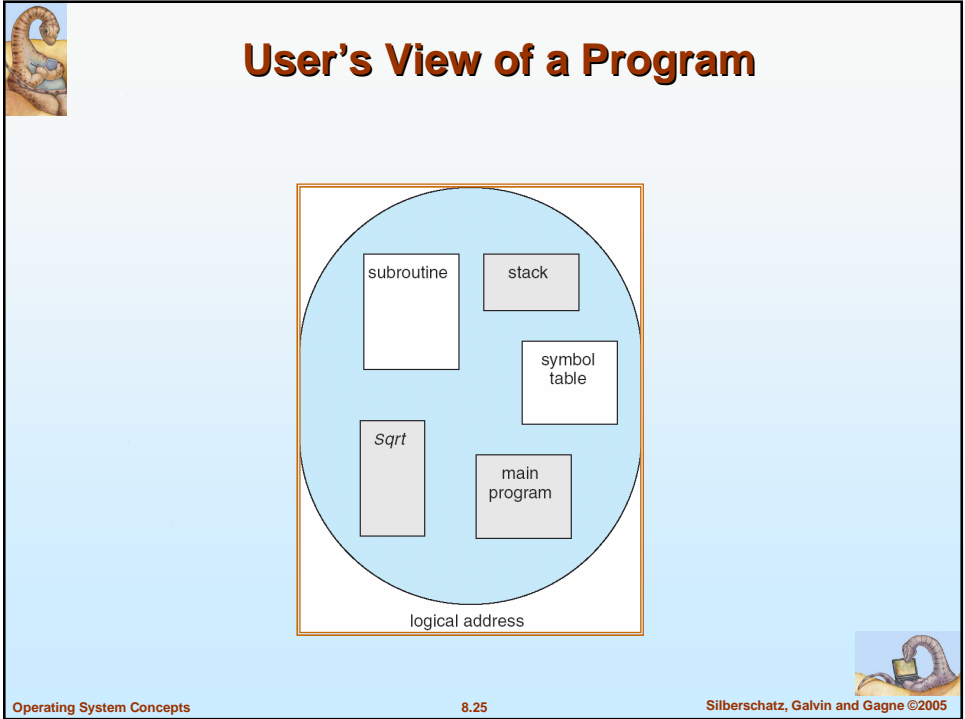 User’s View of a Program
subroutine
stack
symbol
table
Sqrt
main
program
logical address
Operating System Concepts
8.25
Silberschatz, Galvin and Gagne ©2005